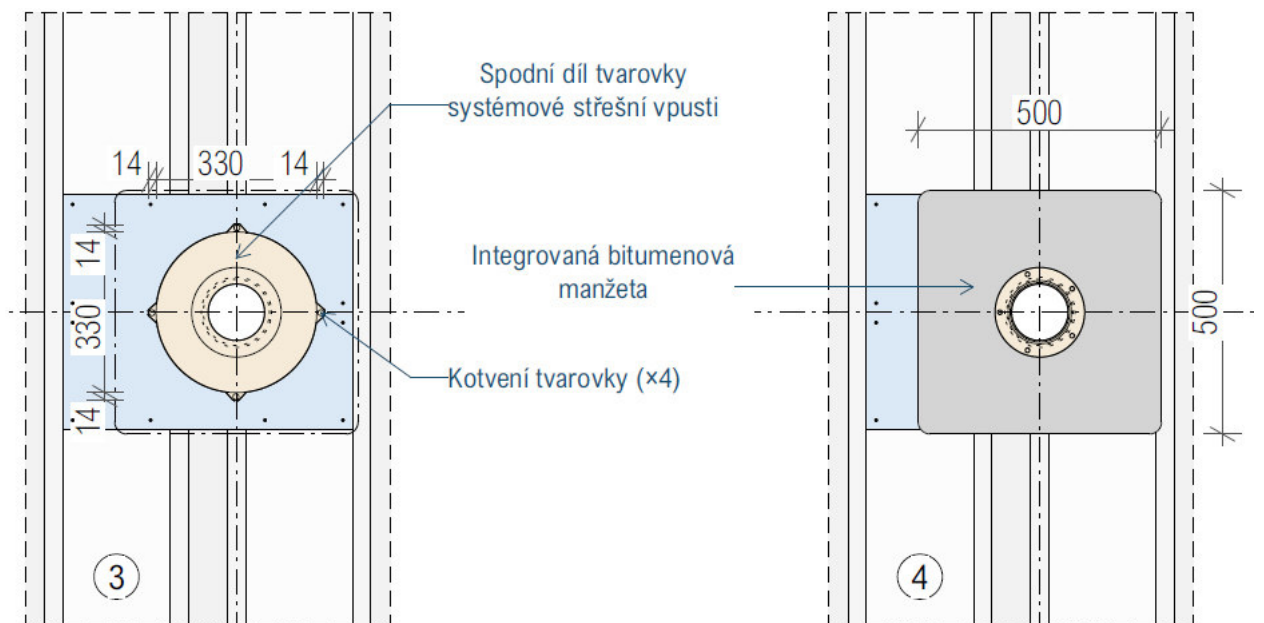 Spodní díl tvarovky
systémové střešní vpusti
500
14 330 14
14
Integrovaná bitumenová
manžeta
330
500
Kotvení tvarovky (×4)
14
3
4